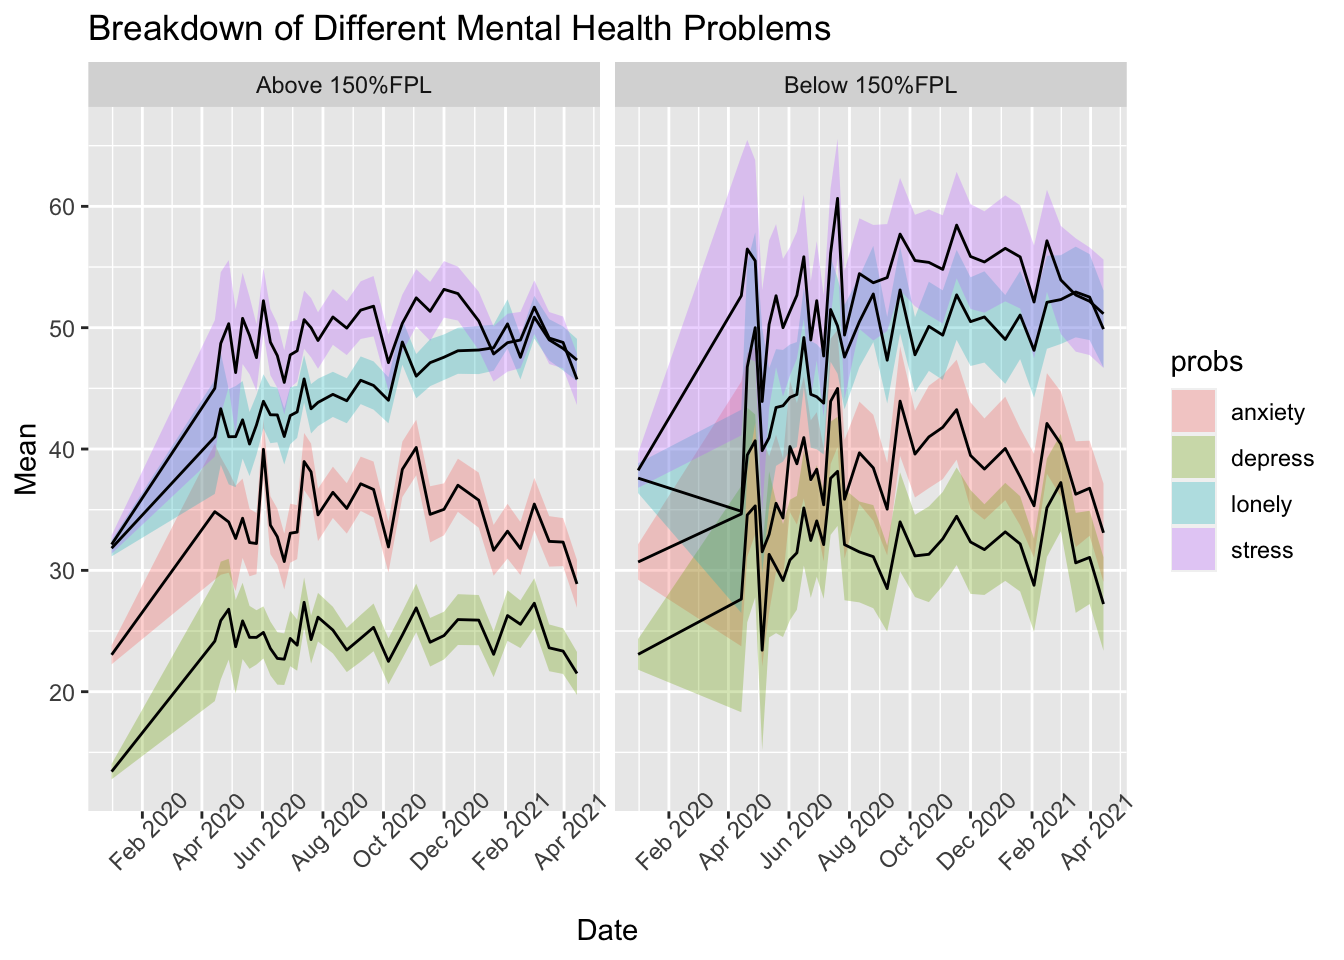 Breakdown of Different Mental Health Problems
Above 150%FPL
Below 150%FPL
Mean
60
50
40
30
20
Feb 2020
Apr 2020
Jun 2020
Aug 2020
Oct 2020
Dec 2020
Feb 2021
Apr 2021
Feb 2020
Apr 2020
Jun 2020
Aug 2020
Oct 2020
Dec 2020
Feb 2021
Apr 2021
Date
probs
anxiety
depress
lonely
stress